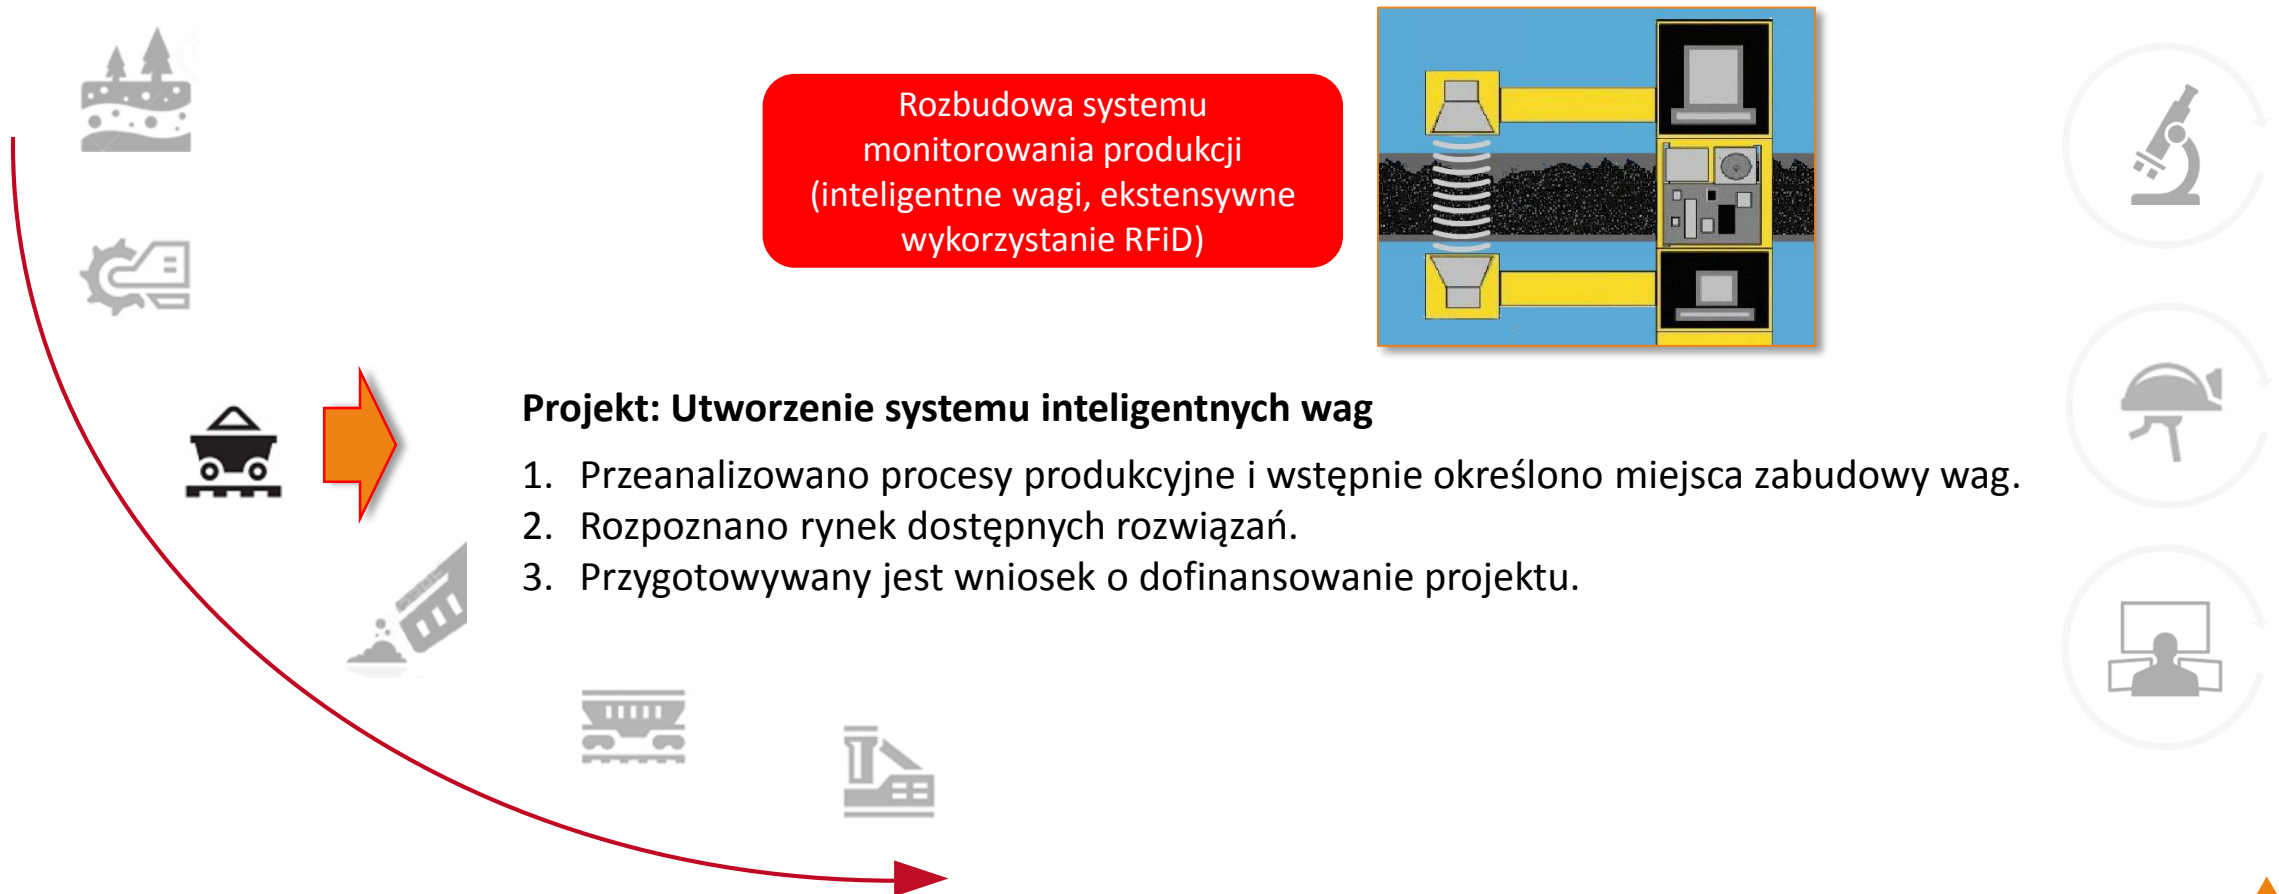 Rozbudowa systemu
monitorowania produkcji
(inteligentne wagi, ekstensywne
wykorzystanie RFiD)
Projekt: Utworzenie systemu inteligentnych wag
1. Przeanalizowano procesy produkcyjne i wstępnie określono miejsca zabudowy wag.
2. Rozpoznano rynek dostępnych rozwiązań.
3. Przygotowywany jest wniosek o dofinansowanie projektu.